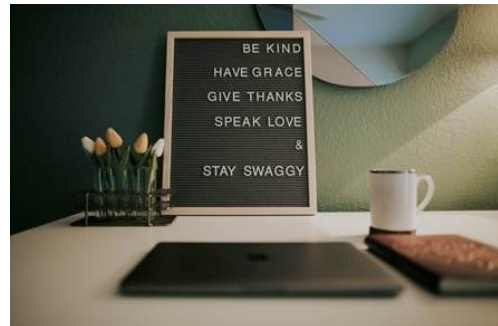 BE KIND
HAVE GRACE
GIVE THANKS
SPEAK LOVE
&
STAY SWAGGY